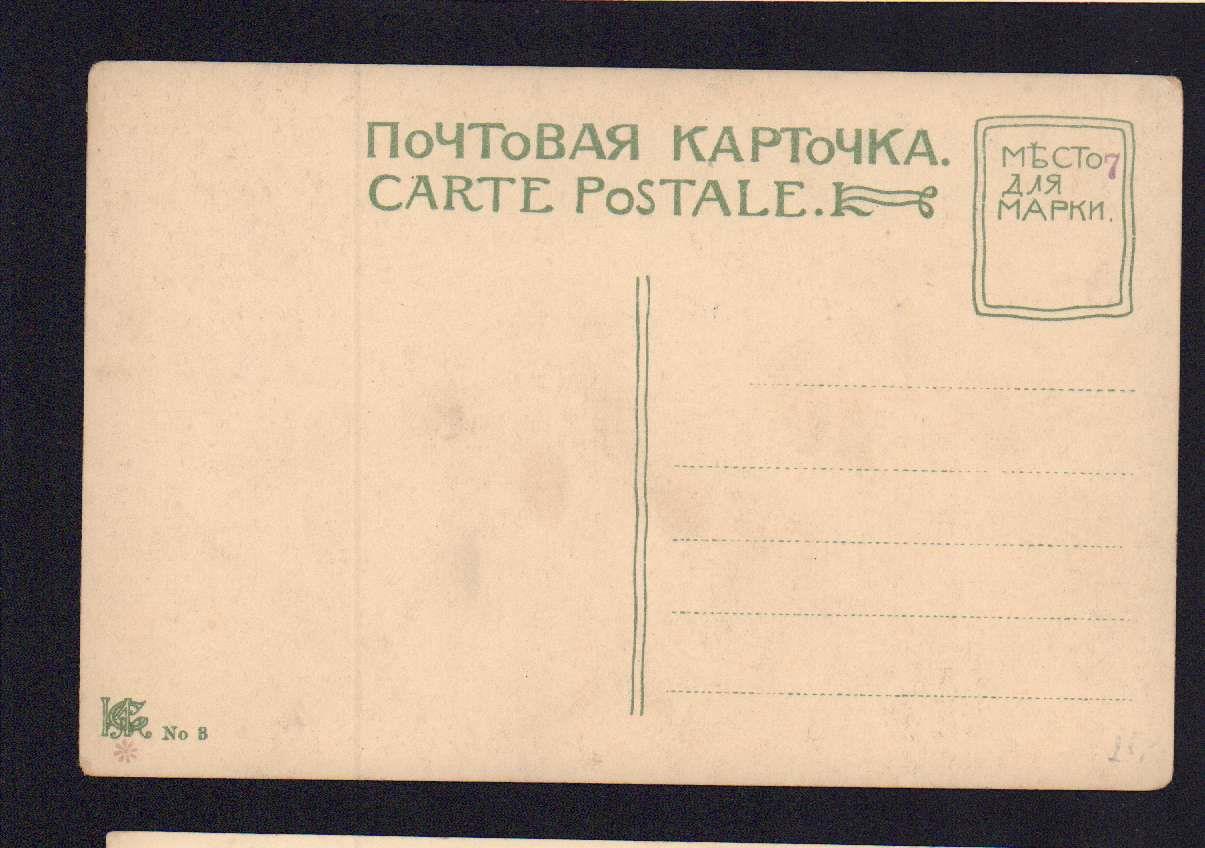 ПОЧТОВАЯ КАРТОЧКА.
CARTE POSTALE.
МѢСТО 7
ДЛЯ
МАРКИ.
No 3